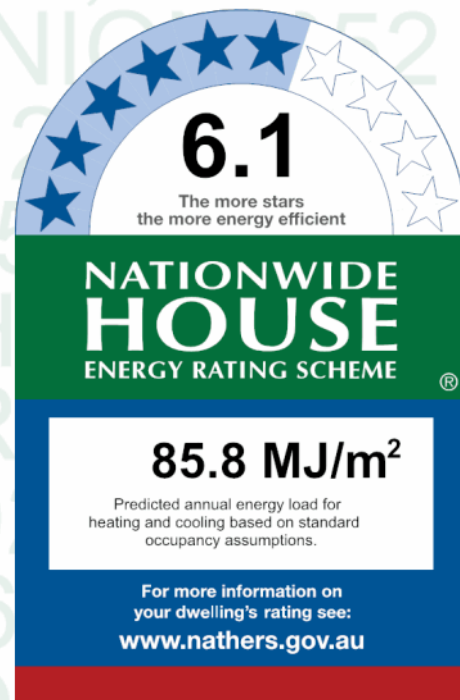 6.1
The more stars
the more energy efficient
NATIONWIDE
HOUSE
ENERGY RATING SCHEME
®
85.8 MJ/m²
Predicted annual energy load for
heating and cooling based on standard
occupancy assumptions.
For more information on
your dwelling's rating see:
www.nathers.gov.au